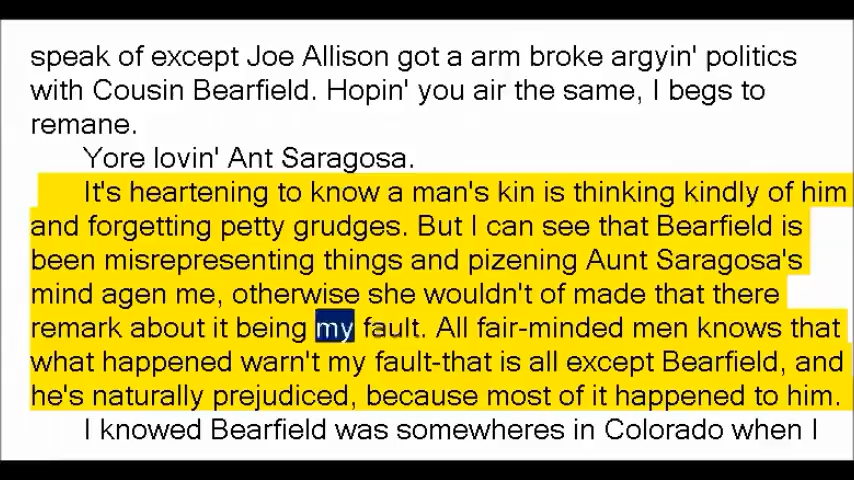 speak of except Joe Allison got a arm broke argyin' politics
with Cousin Bearfield. Hopin' you air the same, I begs to
remane.
Yore lovin' Ant Saragosa.
It's heartening to know a man's kin is thinking kindly of him
and forgetting petty grudges. But I can see that Bearfield is
been misrepresenting things and pizening Aunt Saragosa's
mind agen me, otherwise she wouldn't of made that there
remark about it being my fault. All fair-minded men knows that
what happened warn't my fault-that is all except Bearfield, and
he's naturally prejudiced, because most of it happened to him.
I knowed Bearfield was somewheres in Colorado when I